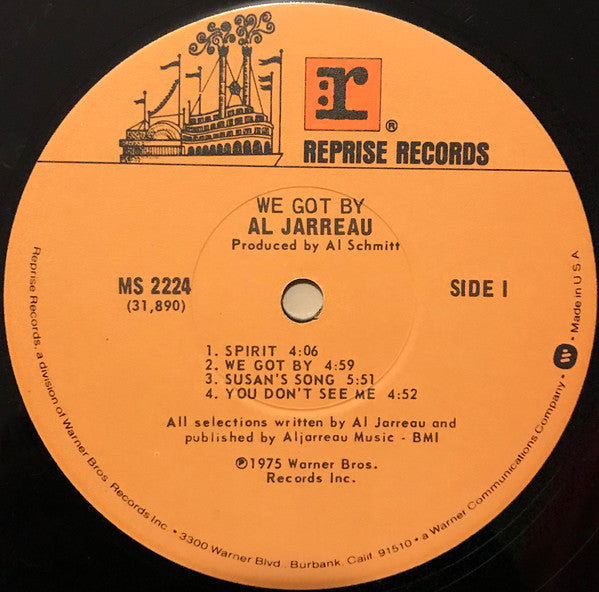 r
®
REPRISE RECORDS
WE GOT BY
AL JARREAU
Produced by Al Schmitt
MS 2224
(31,890)
SIDE I
1. SPIRIT 4:06
2. WE GOT BY 4:59
3. SUSAN'S SONG 5:51
4. YOU DON'T SEE ME 4:52
All selections written by Al Jarreau and
published by Aljarreau Music - BMI
℗1975 Warner Bros.
Records Inc.
Reprise Records, a division of Warner Bros. Records Inc. • 3300 Warner Blvd., Burbank, Calif. 91510 • a Warner Communications Company • W • Made in U S A